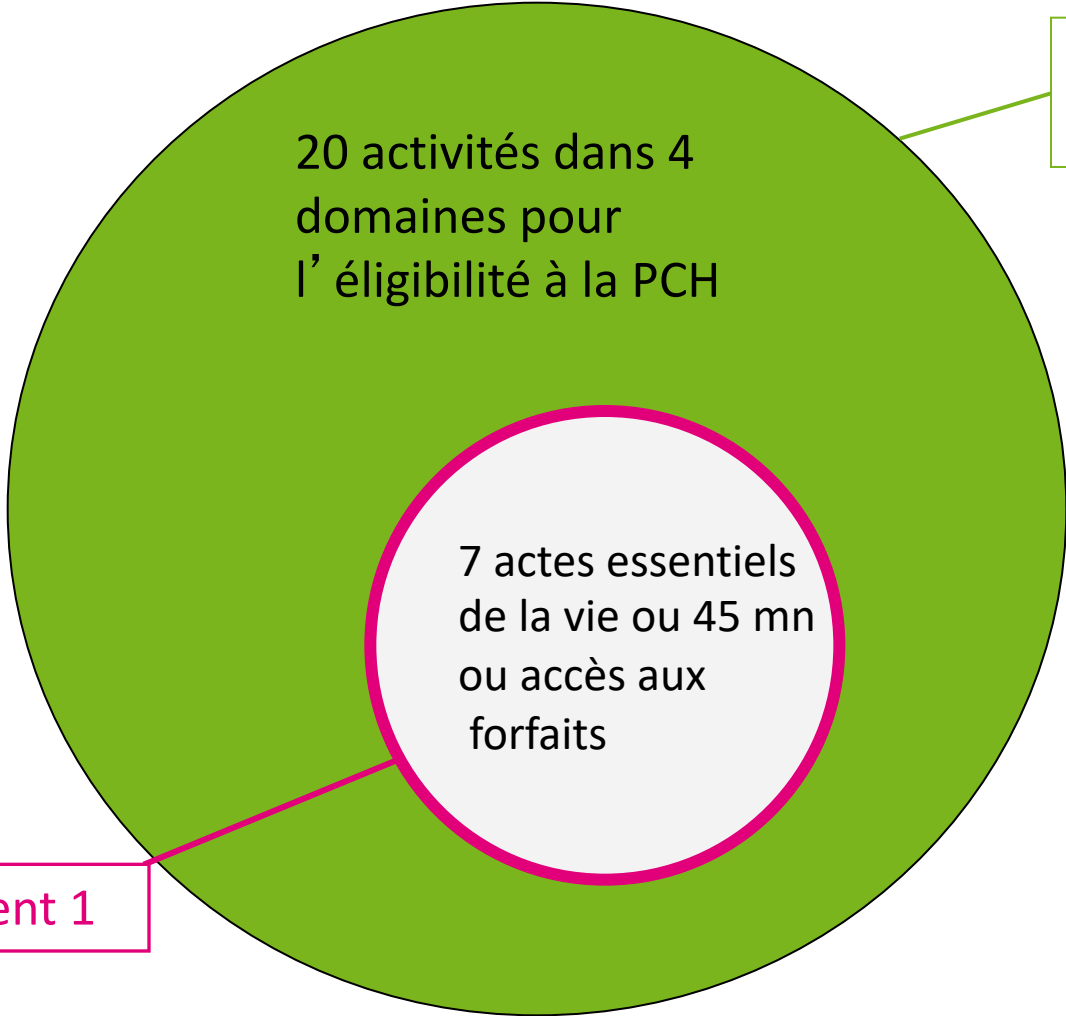 20 activités dans 4
domaines pour
l’ éligibilité à la PCH
7 actes essentiels
de la vie ou 45 mn
ou accès aux
forfaits
ent 1